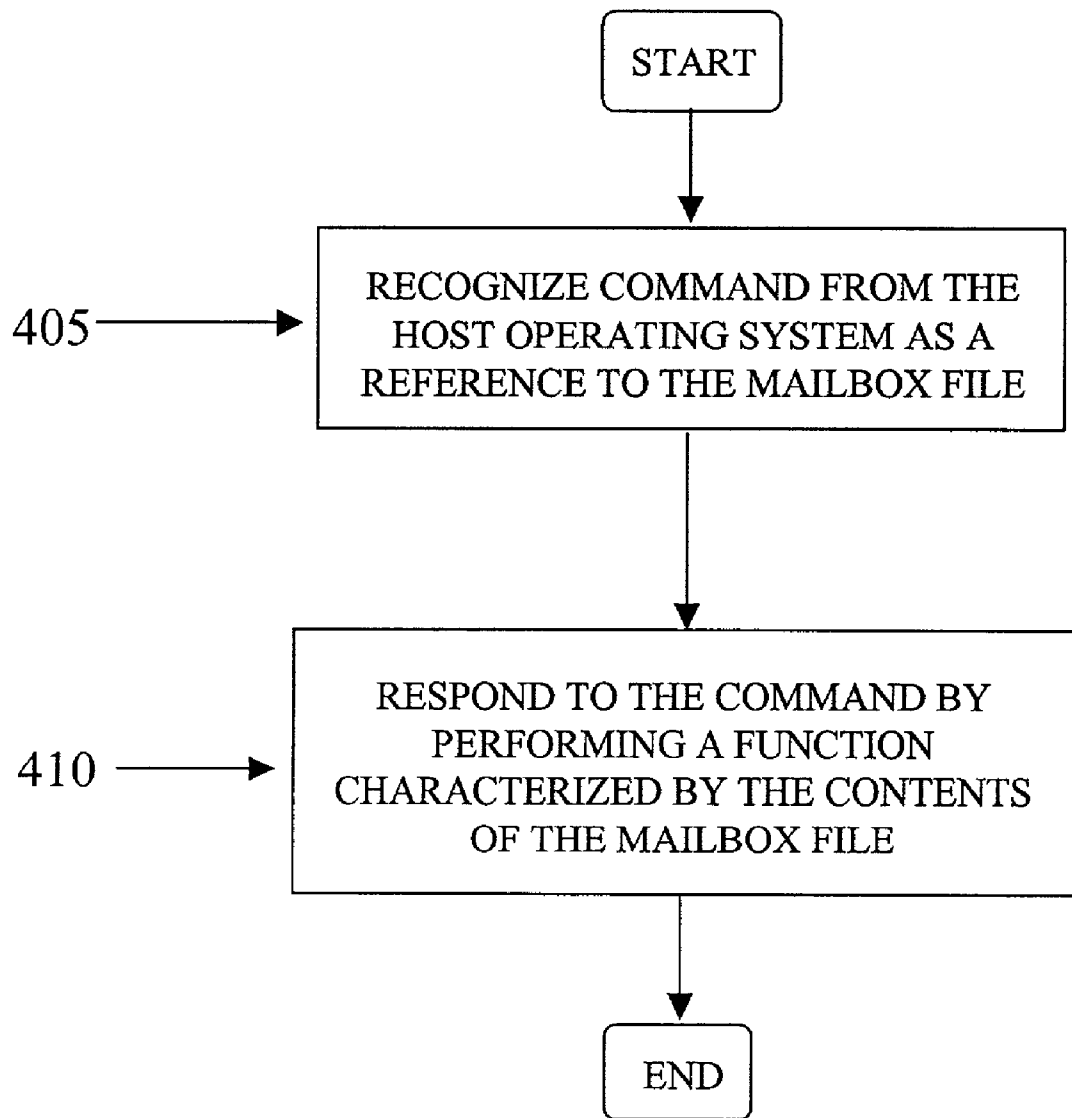 START
405
RECOGNIZE COMMAND FROM THE
HOST OPERATING SYSTEM AS A
REFERENCE TO THE MAILBOX FILE
410
RESPOND TO THE COMMAND BY
PERFORMING A FUNCTION
CHARACTERIZED BY THE CONTENTS
OF THE MAILBOX FILE
END